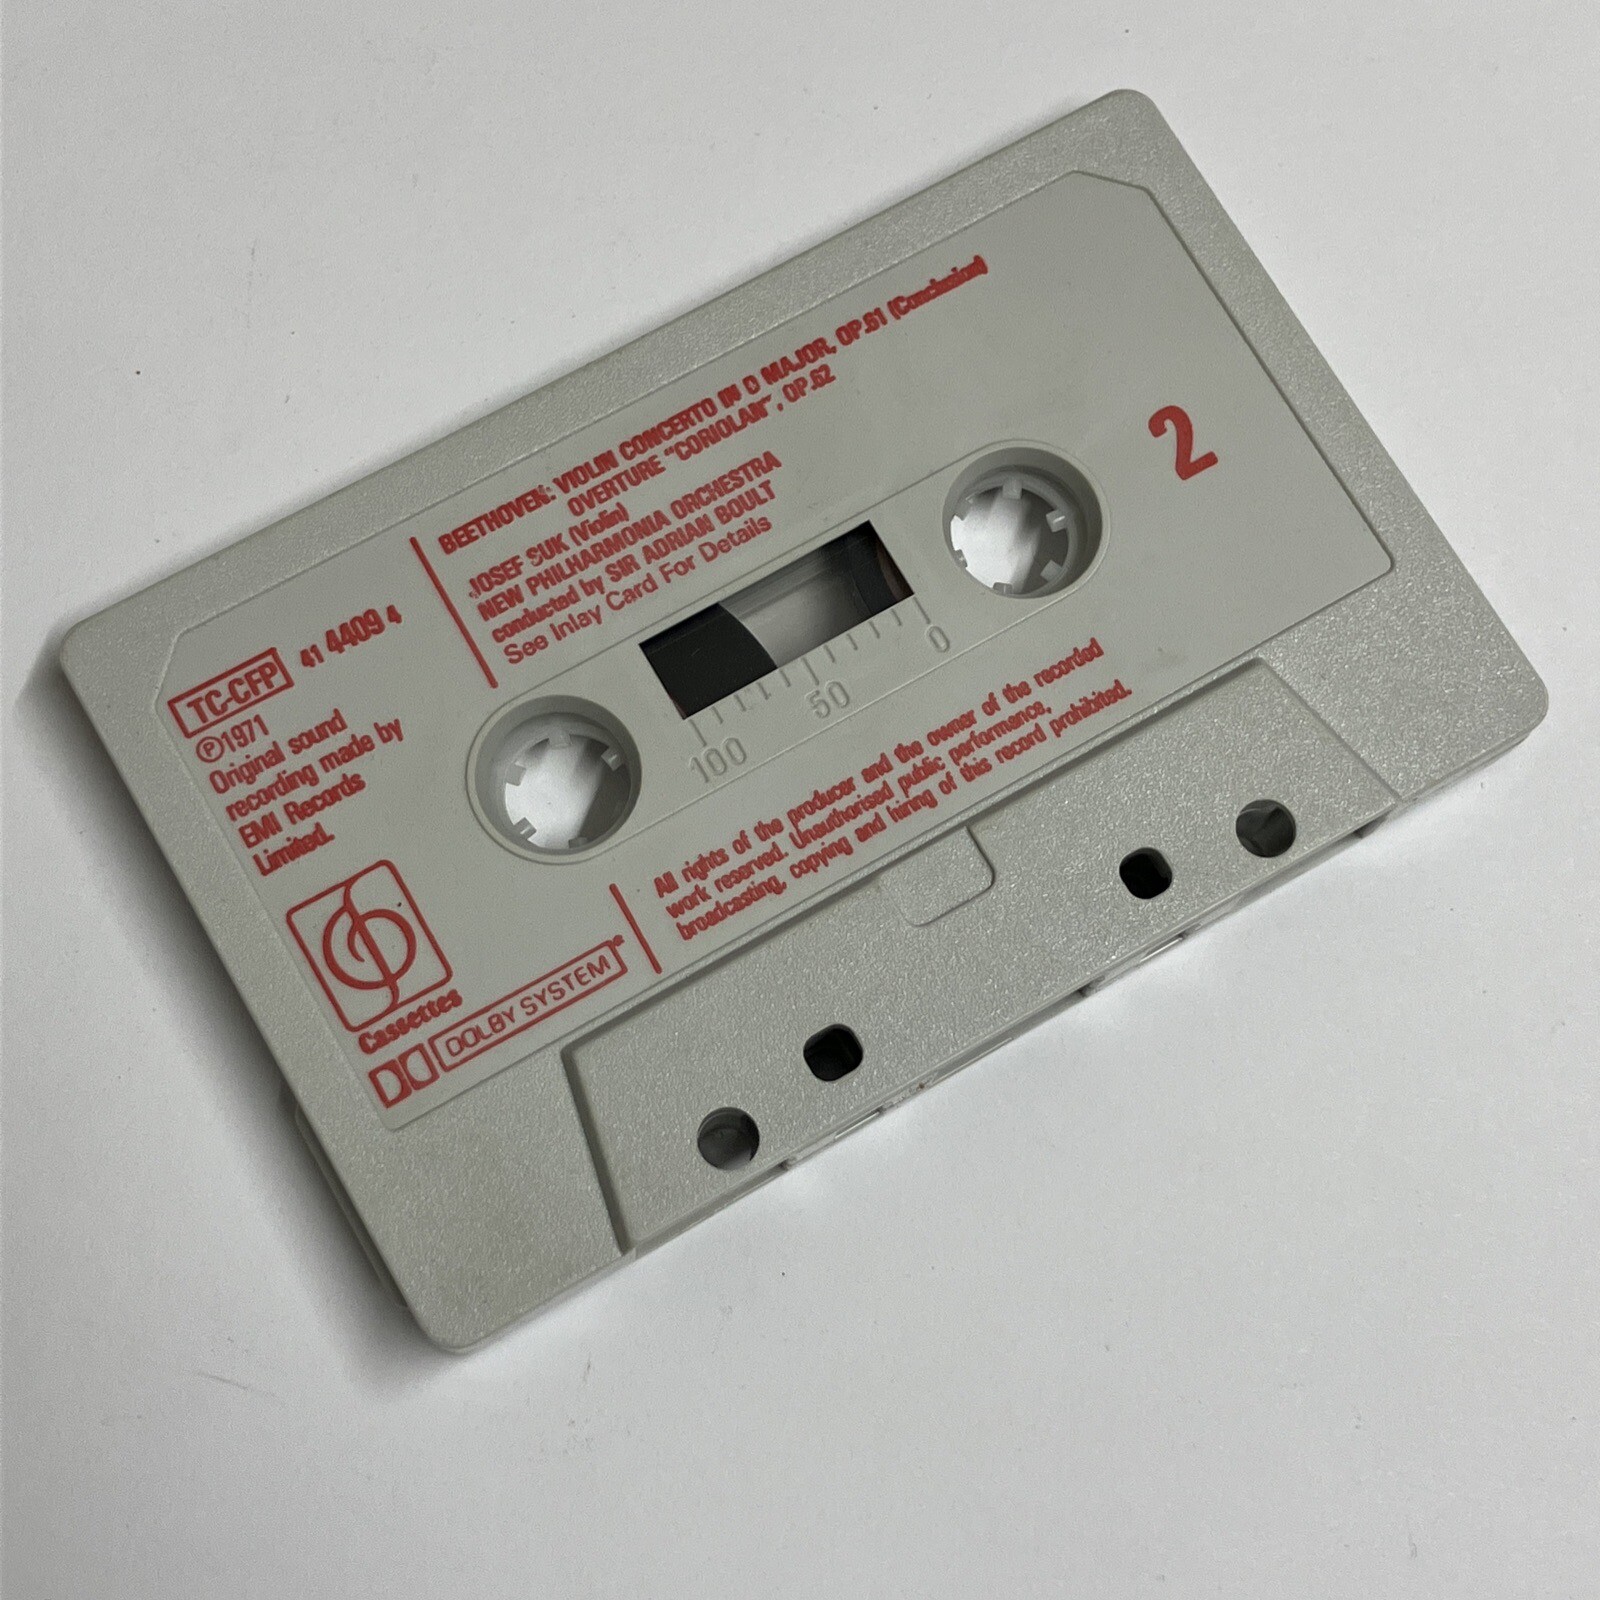 BEETHOVEN: VIOLIN CONCERTO IN D MAJOR, OP.61 (Conclusion)
OVERTURE "CORIOLAN", OP.62
JOSEF SUK (Violin)
NEW PHILHARMONIA ORCHESTRA
conducted by SIR ADRIAN BOULT
See Inlay Card For Details
2
TC-CFP 41 4409 4
℗1971
Original sound
recording made by
EMI Records
Limited.
Cassettes
DOLBY SYSTEM
100 50 0
All rights of the producer and the owner of the recorded
work reserved. Unauthorised public performance,
broadcasting, copying and hiring of this record prohibited.